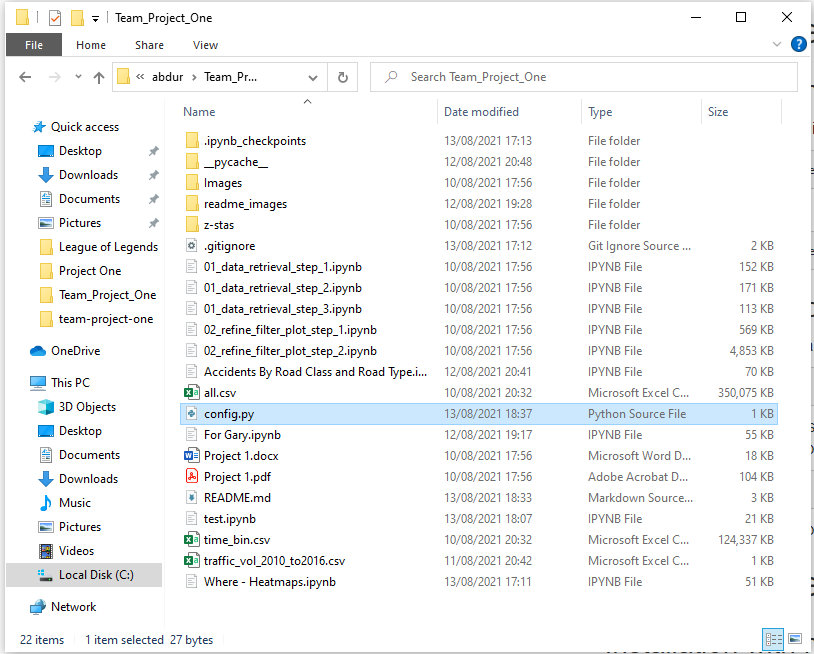 Team_Project_One
File Home Share View
« abdur > Team_Pr... Search Team_Project_One
Name Date modified Type Size
Quick access
Desktop
Downloads
Documents
Pictures
League of Legends
Project One
Team_Project_One
team-project-one
OneDrive
This PC
3D Objects
Desktop
Documents
Downloads
Music
Pictures
Videos
Local Disk (C:)
Network
.ipynb_checkpoints 13/08/2021 17:13 File folder
__pycache__ 12/08/2021 20:48 File folder
Images 10/08/2021 17:56 File folder
readme_images 12/08/2021 19:28 File folder
z-stas 10/08/2021 17:56 File folder
.gitignore 13/08/2021 17:12 Git Ignore Source ... 2 KB
01_data_retrieval_step_1.ipynb 10/08/2021 17:56 IPYNB File 152 KB
01_data_retrieval_step_2.ipynb 10/08/2021 17:56 IPYNB File 171 KB
01_data_retrieval_step_3.ipynb 10/08/2021 17:56 IPYNB File 113 KB
02_refine_filter_plot_step_1.ipynb 10/08/2021 17:56 IPYNB File 569 KB
02_refine_filter_plot_step_2.ipynb 10/08/2021 17:56 IPYNB File 4,853 KB
Accidents By Road Class and Road Type.i... 12/08/2021 20:41 IPYNB File 70 KB
all.csv 10/08/2021 20:32 Microsoft Excel C... 350,075 KB
config.py 13/08/2021 18:37 Python Source File 1 KB
For Gary.ipynb 12/08/2021 19:17 IPYNB File 55 KB
Project 1.docx 10/08/2021 17:56 Microsoft Word D... 18 KB
Project 1.pdf 10/08/2021 17:56 Adobe Acrobat D... 104 KB
README.md 13/08/2021 18:33 Markdown Source... 3 KB
test.ipynb 13/08/2021 18:07 IPYNB File 21 KB
time_bin.csv 10/08/2021 20:32 Microsoft Excel C... 124,337 KB
traffic_vol_2010_to2016.csv 11/08/2021 20:42 Microsoft Excel C... 1 KB
Where - Heatmaps.ipynb 13/08/2021 17:11 IPYNB File 51 KB
22 items 1 item selected 27 bytes